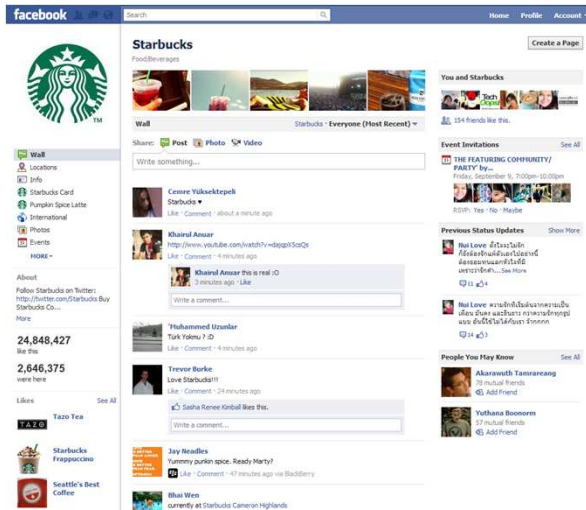 facebook
Search
Home Profile Account
Starbucks
Food/Beverages
Create a Page
TM
Wall
Locations
Info
Starbucks Card
Pumpkin Spice Latte
International
Photos
Events
MORE
About
Follow Starbucks on Twitter:
http://twitter.com/Starbucks Buy
Starbucks Co...
More
24,848,427
like this
2,646,375
were here
Likes See All
TAZO
Tazo Tea
Starbucks
Frappuccino
Seattle's Best
Coffee
Wall Starbucks · Everyone (Most Recent)
Share: Post Photo Video
Write something...
Cemre Yüksektepeli
Starbucks ♥
Like · Comment · about a minute ago
Khairul Anuar
Like · Comment · 4 minutes ago
Khairul Anuar this is real :O
3 minutes ago · Like
Write a comment...
'Muhammed Uzunlar
Türk Yokmu ? :D
Like · Comment · 4 minutes ago
Trevor Burke
Love Starbucks!!!
Like · Comment · 24 minutes ago
Sasha Renee Kimball likes this.
Write a comment...
Jay Needles
Yummmy punkin spice. Ready Marty?
Like · Comment · 47 minutes ago via BlackBerry
Bhai Wen
currently at Starbucks Cameron Highlands
You and Starbucks
Tech
Oops!
154 friends like this.
Event Invitations See All
THE FEATURING COMMUNITY/
PARTY' by...
Friday, September 9, 7:00pm-10:00pm
RSVP: Yes · No · Maybe
Previous Status Updates Show More
Nui Love
See More
11 4
Nui Love
34 3
People You May Know See All
Akarawuth Tamrareang
78 mutual friends
Add Friend
Yuthana Boonorm
57 mutual friends
Add Friend